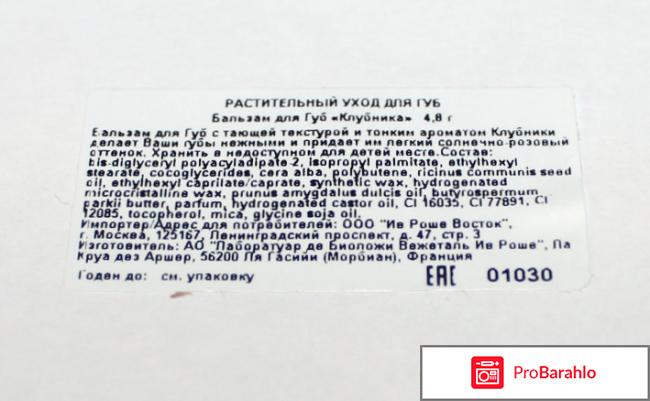 РАСТИТЕЛЬНЫЙ УХОД ДЛЯ ГУБ
Бальзам для Губ «Клубника» 4,8 г
Бальзам для Губ с тающей текстурой и тонким ароматом Клубники
делает Ваши губы нежными и придает им легкий солнечно-розовый
оттенок. Хранить в недоступном для детей месте.Состав:
bis-diglyceryl polyacyladipate-2, isopropyl palmitate, ethylhexyl
stearate, cocoglycerides, cera alba, polybutene, ricinus communis seed
oil, ethylhexyl caprilate/caprate, synthetic wax, hydrogenated
microcristalline wax, prunus amygdalus dulcis oil, butyrospermum
parkii butter, parfum, hydrogenated castor oil, CI 16035, CI 77891, CI
12085, tocopherol, mica, glycine soja oil.
Импортер/Адрес для потребителей: ООО "Ив Роше Восток",
г. Москва, 125167, Ленинградский проспект, д. 47, стр. 3
Изготовитель: АО "Лаборатуар де Биоложи Вежеталь Ив Роше", Ла
Круа дез Аршер, 56200 Ля Гасийи (Морбиан), Франция
Годен до: см. упаковку
EAC 01030
ProBarahlo